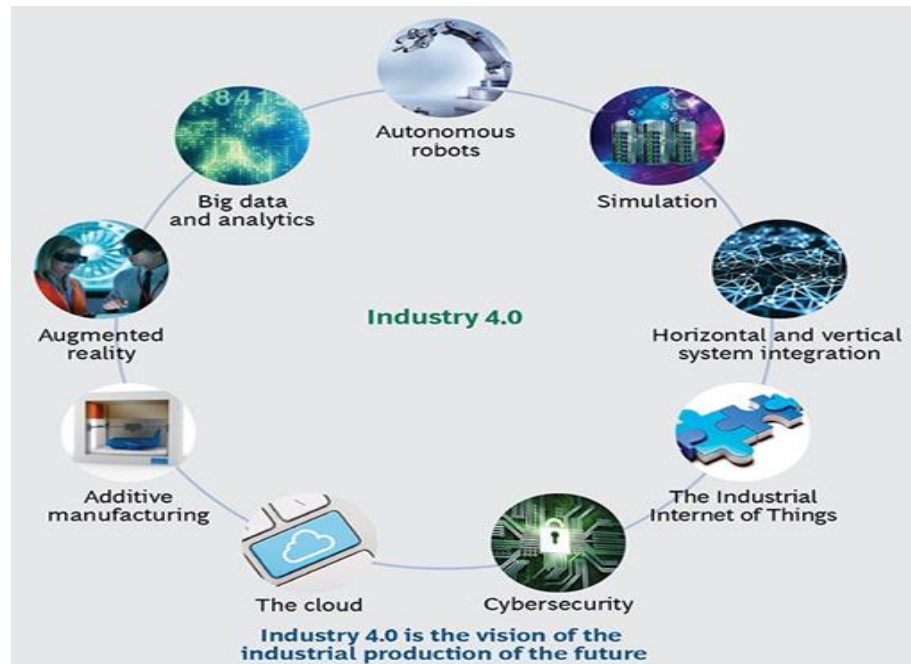 Autonomous
robots
Simulation
Horizontal and vertical
system integration
The Industrial
Internet of Things
Cybersecurity
The cloud
Additive
manufacturing
Augmented
reality
Big data
and analytics
Industry 4.0
Industry 4.0 is the vision of the
industrial production of the future